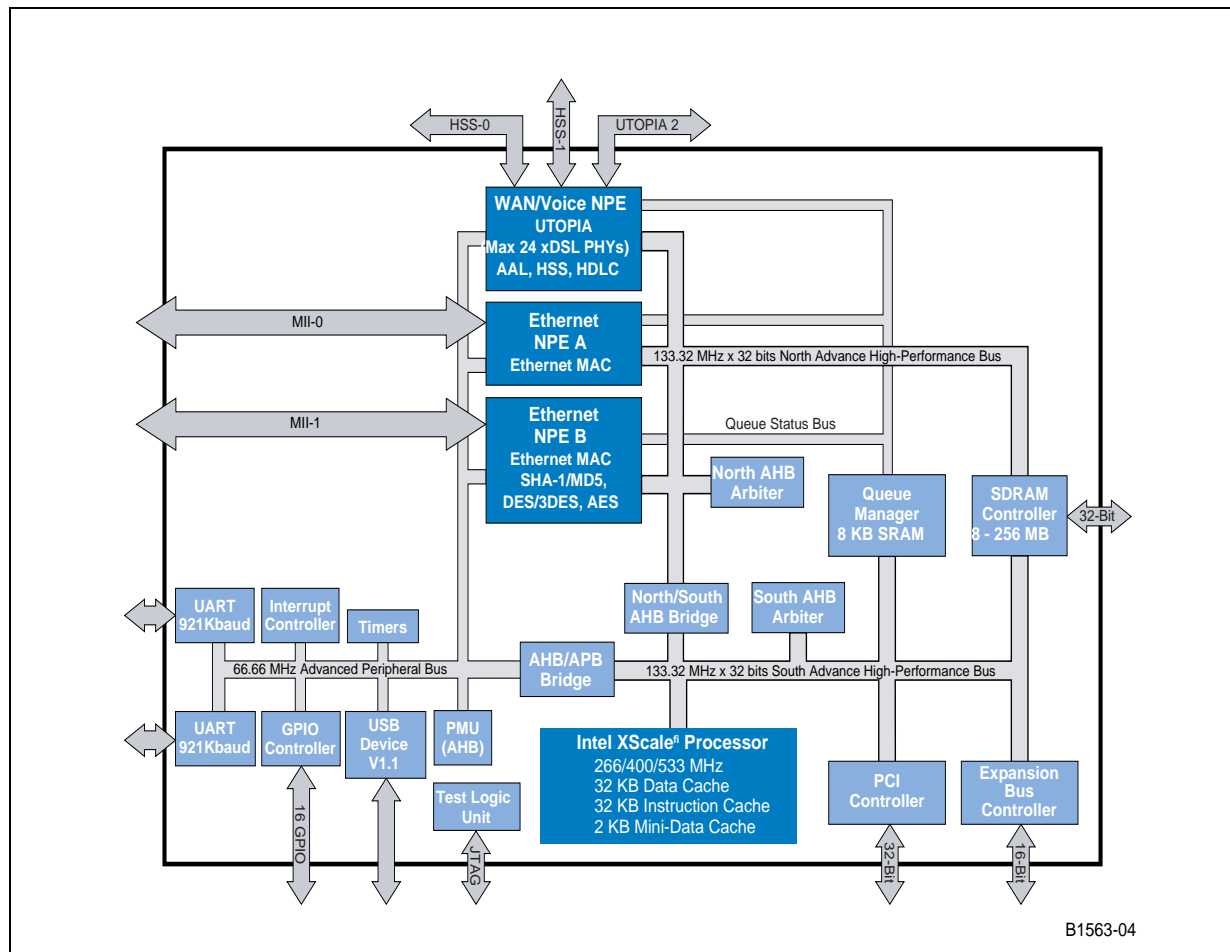 HSS-0
HSS-1
UTOPIA 2
WAN/Voice NPE
UTOPIA
(Max 24 xDSL PHYs)
AAL, HSS, HDLC
MII-0
Ethernet
NPE A
Ethernet MAC
133.32 MHz x 32 bits North Advance High-Performance Bus
MII-1
Ethernet
NPE B
Ethernet MAC
SHA-1/MD5,
DES/3DES, AES
Queue Status Bus
North AHB
Arbiter
Queue
Manager
8 KB SRAM
SDRAM
Controller
8 - 256 MB
32-Bit
UART
921Kbaud
Interrupt
Controller
Timers
North/South
AHB Bridge
South AHB
Arbiter
66.66 MHz Advanced Peripheral Bus
AHB/APB
Bridge
133.32 MHz x 32 bits South Advance High-Performance Bus
UART
921Kbaud
GPIO
Controller
USB
Device
V1.1
PMU
(AHB)
Test Logic
Unit
Intel XScaleﬁ Processor
266/400/533 MHz
32 KB Data Cache
32 KB Instruction Cache
2 KB Mini-Data Cache
PCI
Controller
Expansion
Bus
Controller
16 GPIO
JTAG
32-Bit
16-Bit
B1563-04